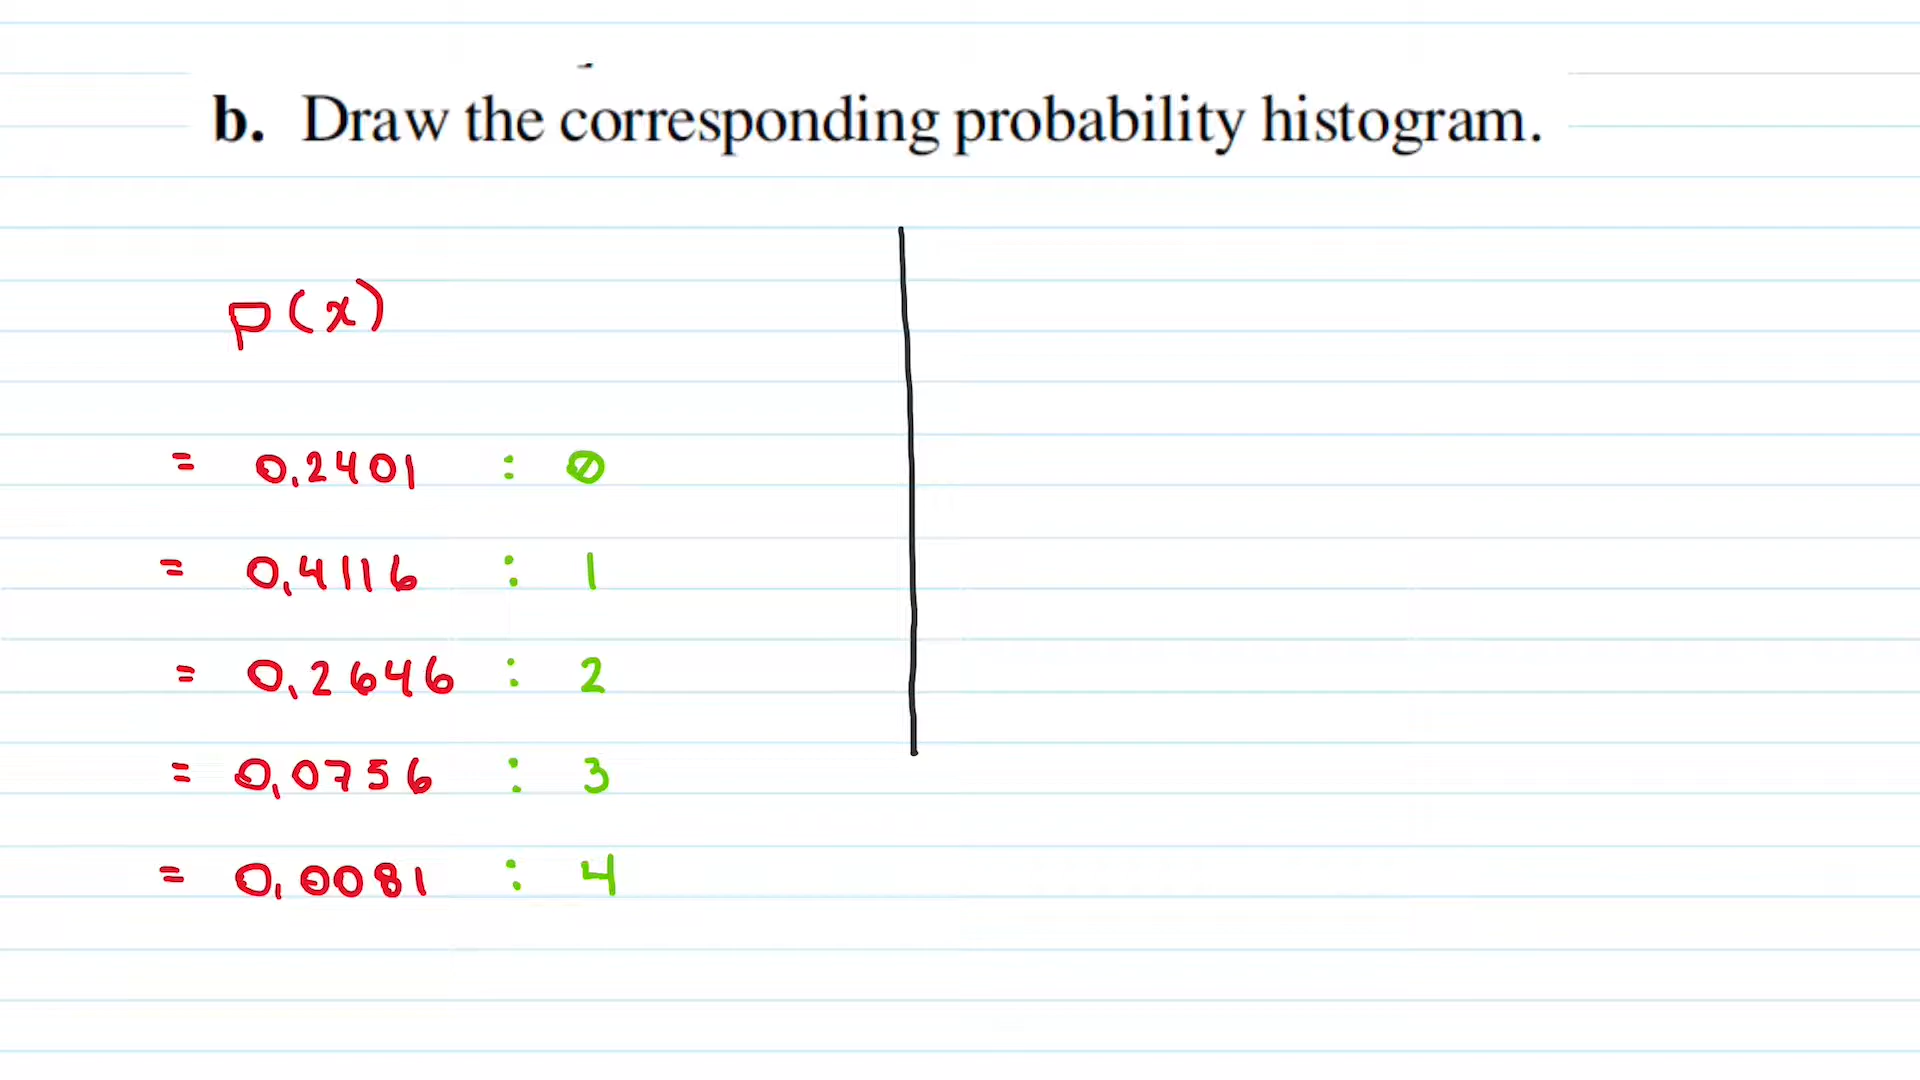 b. Draw the corresponding probability histogram.
p(x)
= 0,2401 : 0
= 0,4116 : 1
= 0,2646 : 2
= 0,0756 : 3
= 0,0081 : 4